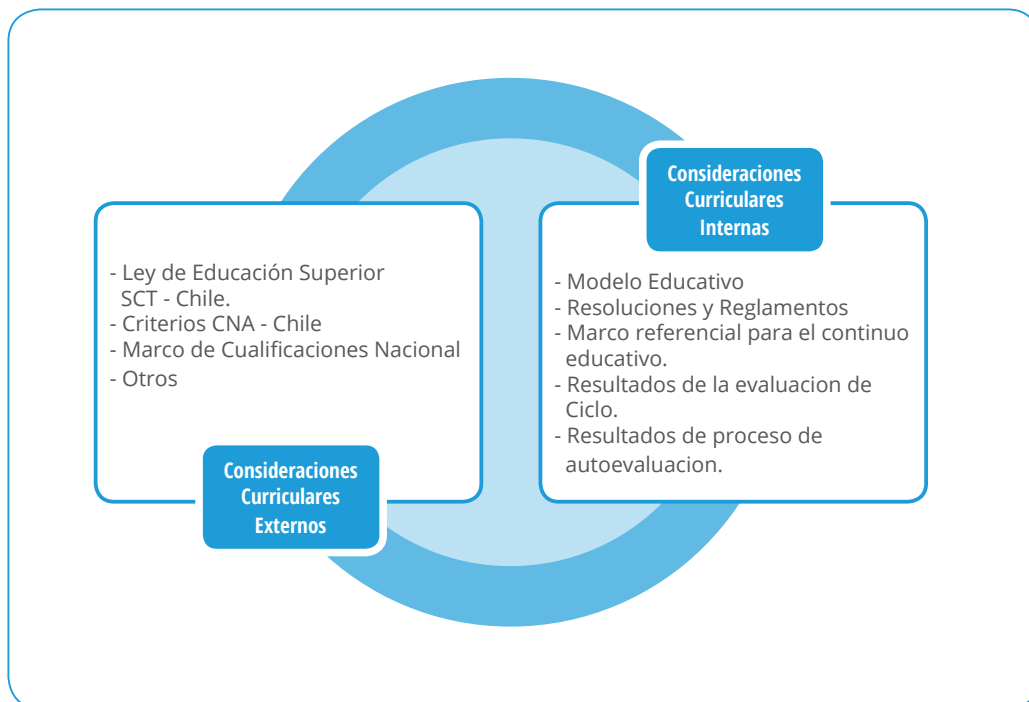 - Ley de Educación Superior
SCT - Chile.
- Criterios CNA - Chile
- Marco de Cualificaciones Nacional
- Otros
Consideraciones
Curriculares
Externos
Consideraciones
Curriculares
Internas
- Modelo Educativo
- Resoluciones y Reglamentos
- Marco referencial para el continuo
educativo.
- Resultados de la evaluacion de
Ciclo.
- Resultados de proceso de
autoevaluacion.